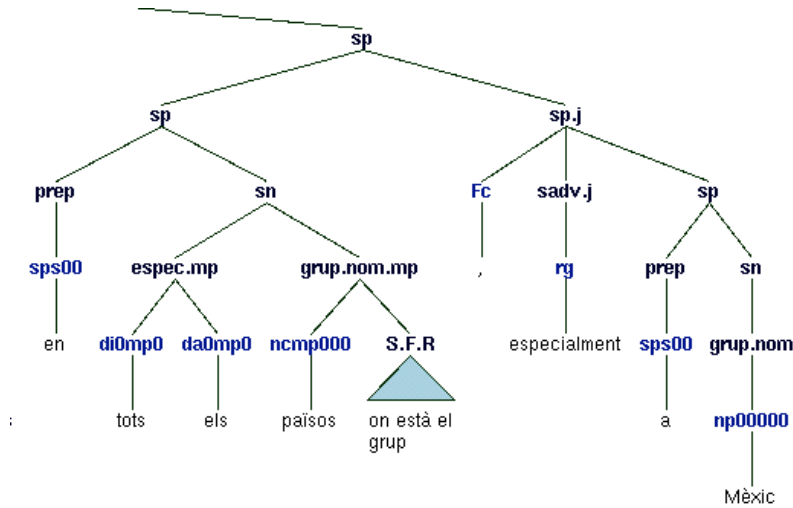 sp
sp sp.j
prep sn Fc sadv.j sp
sps00 espec.mp grup.nom.mp , rg prep sn
en di0mp0 da0mp0 ncmp000 S.F.R especialment sps00 grup.nom
: tots els països on està el a np00000
grup
Mèxic